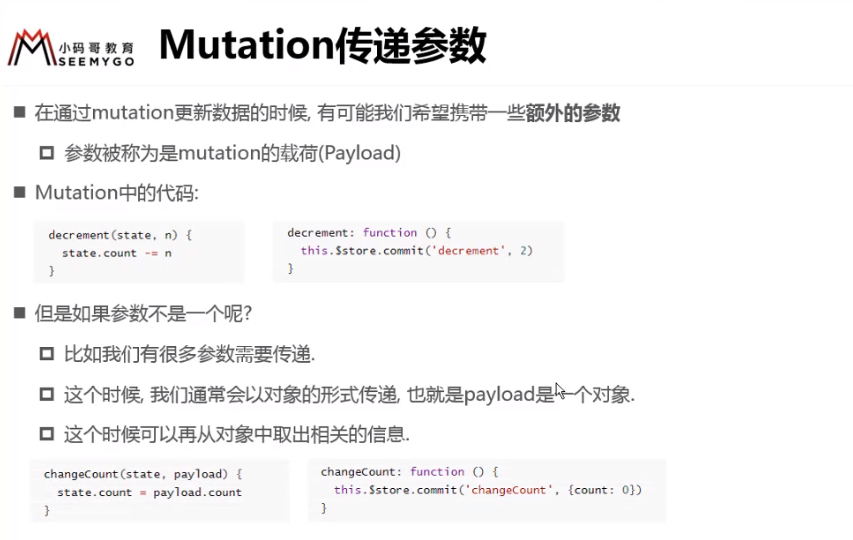 小码哥教育
SEEMYGO
Mutation传递参数
在通过mutation更新数据的时候, 有可能我们希望携带一些额外的参数
参数被称为是mutation的载荷(Payload)
Mutation中的代码:
decrement(state, n) {
  state.count -= n
}
decrement: function () {
  this.$store.commit('decrement', 2)
}
但是如果参数不是一个呢?
比如我们有很多参数需要传递.
这个时候, 我们通常会以对象的形式传递, 也就是payload是一个对象.
这个时候可以再从对象中取出相关的信息.
changeCount(state, payload) {
  state.count = payload.count
}
changeCount: function () {
  this.$store.commit('changeCount', {count: 0})
}